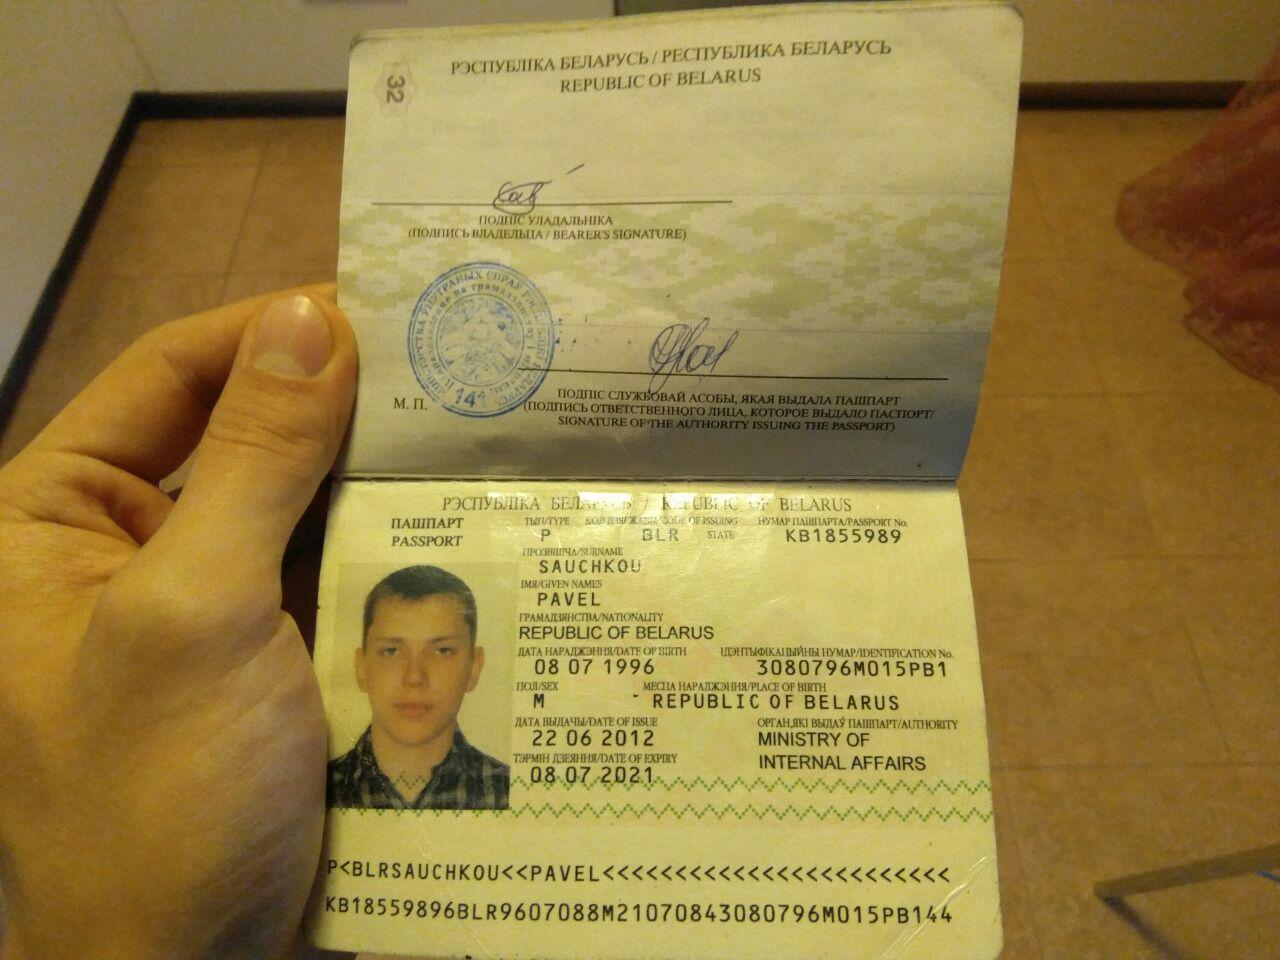 32
РЭСПУБЛІКА БЕЛАРУСЬ / РЕСПУБЛИКА БЕЛАРУСЬ
REPUBLIC OF BELARUS
ПОДПІС УЛАДАЛЬНІКА
(ПОДПИСЬ ВЛАДЕЛЬЦА / BEARER'S SIGNATURE)
М. П.
144
ПОДПІС СЛУЖБОВАЙ АСОБЫ, ЯКАЯ ВЫДАЛА ПАШПАРТ
(ПОДПИСЬ ОТВЕТСТВЕННОГО ЛИЦА, КОТОРОЕ ВЫДАЛО ПАСПОРТ/
SIGNATURE OF THE AUTHORITY ISSUING THE PASSPORT)
РЭСПУБЛІКА БЕЛАРУСЬ / REPUBLIC OF BELARUS
ПАШПАРТ
PASSPORT
ТЫП/TYPE КОД ДЗЯРЖАВЫ/CODE OF ISSUING STATE НУМАР ПАШПАРТА/PASSPORT No.
P BLR KB1855989
ПРОЗВІШЧА/SURNAME
SAUCHKOU
ІМЯ/GIVEN NAMES
PAVEL
ГРАМАДЗЯНСТВА/NATIONALITY
REPUBLIC OF BELARUS
ДАТА НАРАДЖЭННЯ/DATE OF BIRTH ІДЭНТЫФІКАЦЫЙНЫ НУМАР/IDENTIFICATION No.
08 07 1996 3080796M015PB1
ПОЛ/SEX МЕСЦА НАРАДЖЭННЯ/PLACE OF BIRTH
M REPUBLIC OF BELARUS
ДАТА ВЫДАЧЫ/DATE OF ISSUE ОРГАН, ЯКІ ВЫДАЎ ПАШПАРТ/AUTHORITY
22 06 2012 MINISTRY OF
ТЭРМІН ДЗЕЯННЯ/DATE OF EXPIRY INTERNAL AFFAIRS
08 07 2021
P<BLRSAUCHKOU<<PAVEL<<<<<<<<<<<<<<<<<<<<<<<<
KB18559896BLR9607088M21070843080796M015PB144